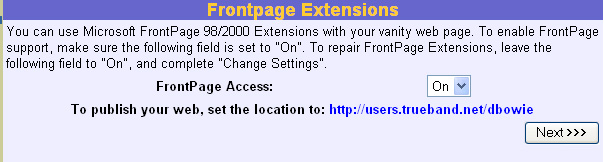 Frontpage Extensions
You can use Microsoft FrontPage 98/2000 Extensions with your vanity web page. To enable FrontPage
support, make sure the following field is set to "On". To repair FrontPage Extensions, leave the
following field to "On", and complete "Change Settings".
FrontPage Access: On
To publish your web, set the location to: http://users.trueband.net/dbowie
Next >>>